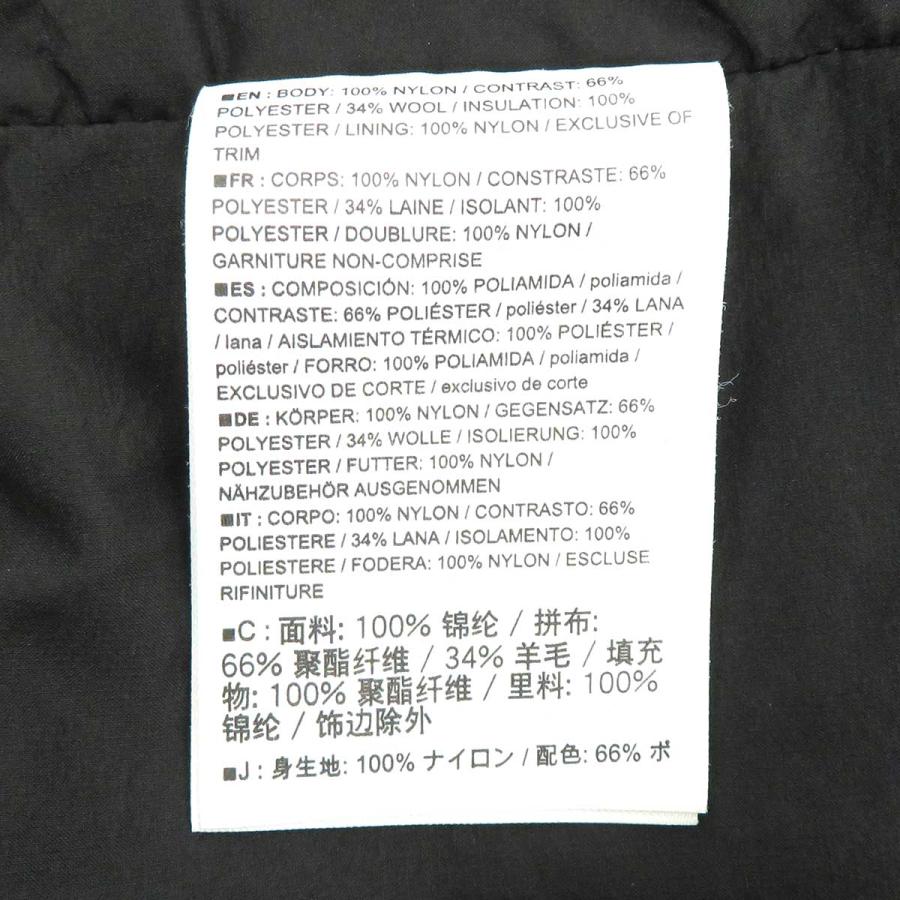 ■EN : BODY: 100% NYLON / CONTRAST: 66%
POLYESTER / 34% WOOL / INSULATION: 100%
POLYESTER / LINING: 100% NYLON / EXCLUSIVE OF
TRIM
■FR : CORPS: 100% NYLON / CONSTRASTE: 66%
POLYESTER / 34% LAINE / ISOLANT: 100%
POLYESTER / DOUBLURE: 100% NYLON /
GARNITURE NON-COMPRISE
■ES : COMPOSICIÓN: 100% POLIAMIDA / poliamida /
CONTRASTE: 66% POLIÉSTER / poliéster / 34% LANA
/ lana / AISLAMIENTO TÉRMICO: 100% POLIÉSTER /
poliéster / FORRO: 100% POLIAMIDA / poliamida /
EXCLUSIVO DE CORTE / exclusivo de corte
■DE : KÖRPER: 100% NYLON / GEGENSATZ: 66%
POLYESTER / 34% WOLLE / ISOLIERUNG: 100%
POLYESTER / FUTTER: 100% NYLON /
NÄHZUBEHÖR AUSGENOMMEN
■IT : CORPO: 100% NYLON / CONTRASTO: 66%
POLIESTERE / 34% LANA / ISOLAMENTO: 100%
POLIESTERE / FODERA: 100% NYLON / ESCLUSE
RIFINITURE
■C : 面料: 100% 锦纶 / 拼布:
66% 聚酯纤维 / 34% 羊毛 / 填充
物: 100% 聚酯纤维 / 里料: 100%
锦纶 / 饰边除外
■J : 身生地: 100% ナイロン / 配色: 66% ポ